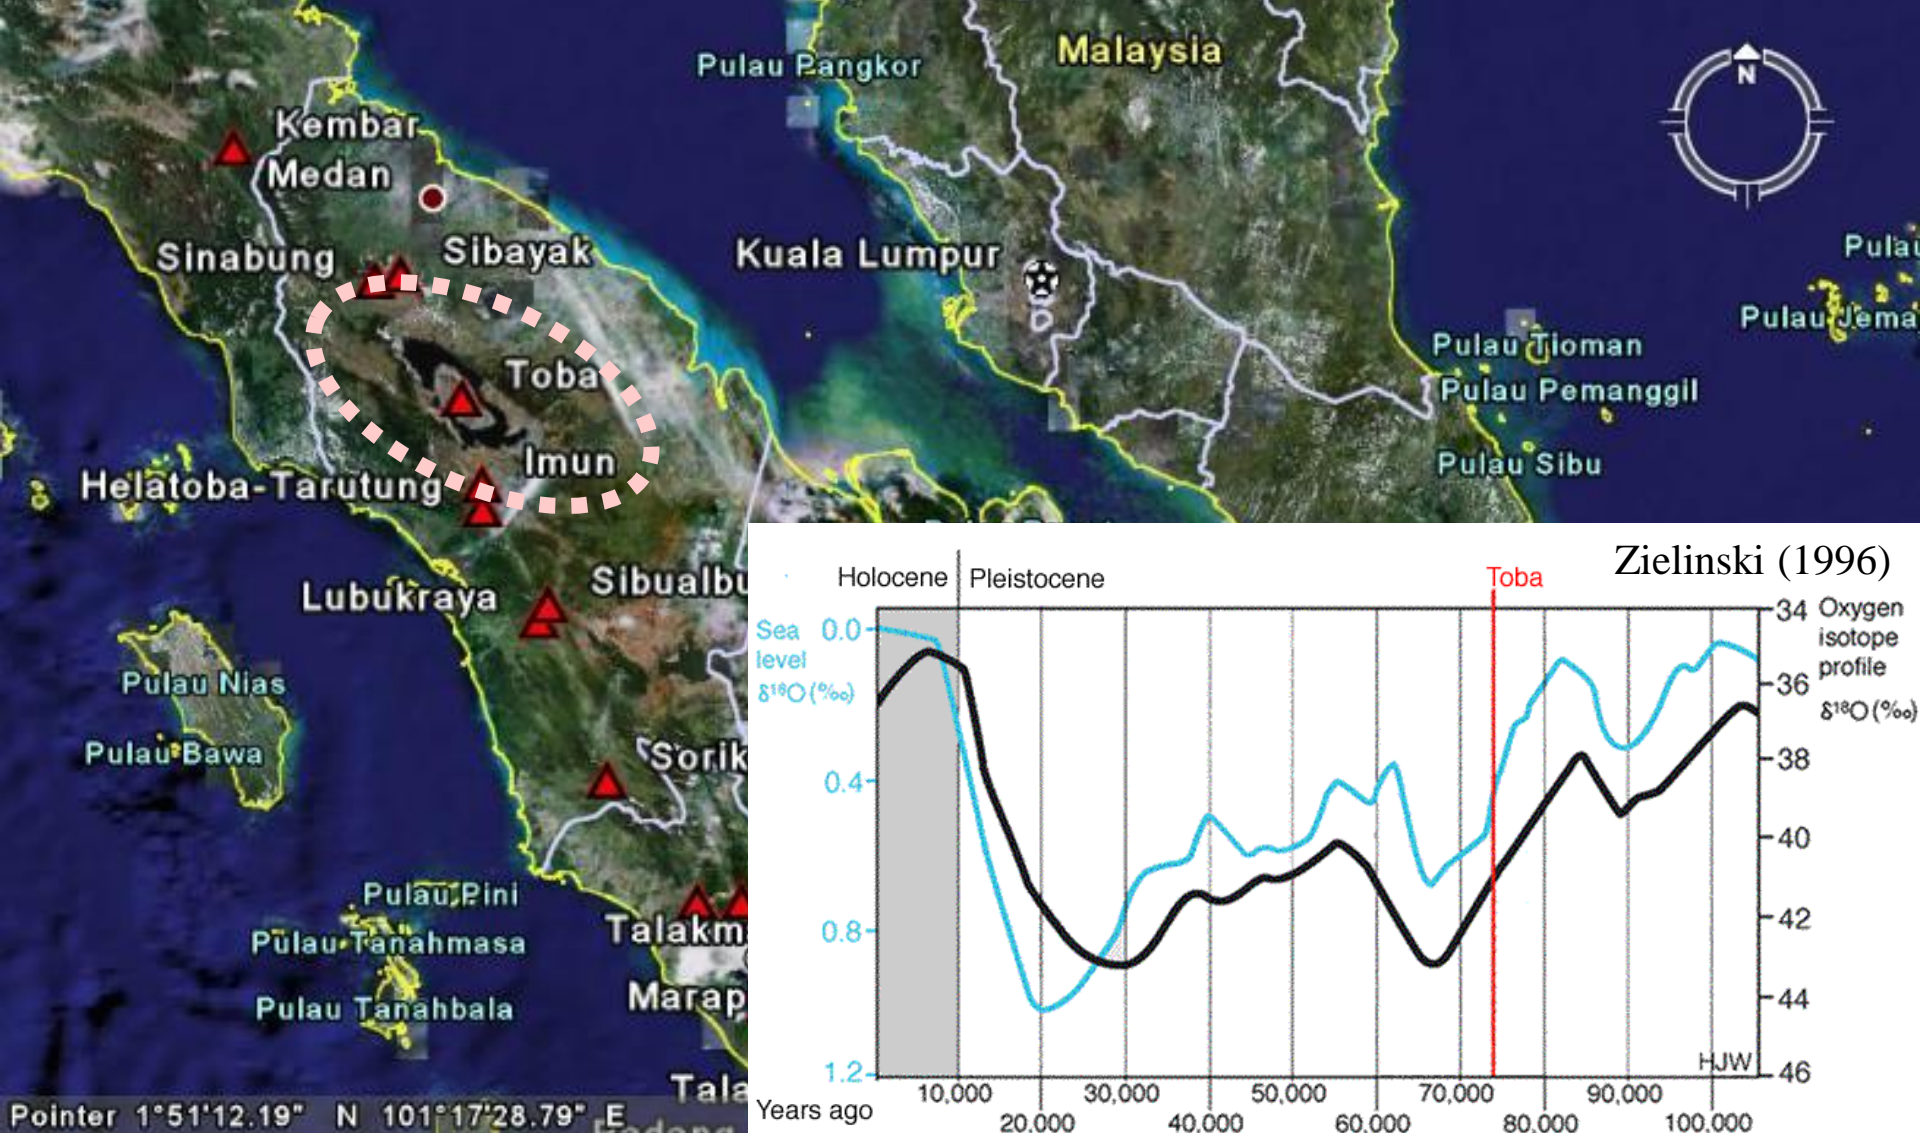 Malaysia
Pulau Pangkor
N
Kembar
Medan
Sinabung
Sibayak
Kuala Lumpur
Pulau
Pulau Jema
Pulau Tioman
Toba
Pulau Pemanggil
Imun
Pulau Sibu
Helatoba-Tarutung
Lubukraya
Sibualbu
Pulau Nias
Pulau Bawa
Sorik
Pulau Pini
Talakm
Pulau Tanahmasa
Marap
Pulau Tanahbala
Tala
Pointer 1°51'12.19" N 101°17'28.79" E
Zielinski (1996)
Holocene
Pleistocene
Toba
Sea
level
δ¹⁸O (‰)
0.0
0.4
0.8
1.2
34
36
38
40
42
44
46
Oxygen
isotope
profile
δ¹⁸O (‰)
HJW
Years ago
10,000
20,000
30,000
40,000
50,000
60,000
70,000
80,000
90,000
100,000